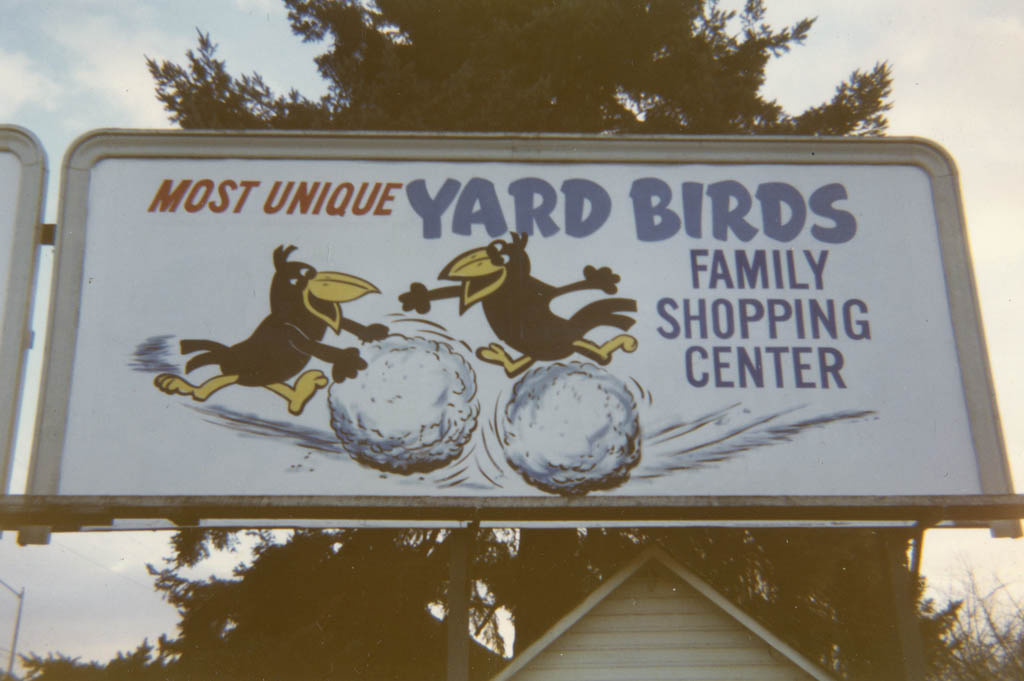 MOST UNIQUE YARD BIRDS
FAMILY
SHOPPING
CENTER